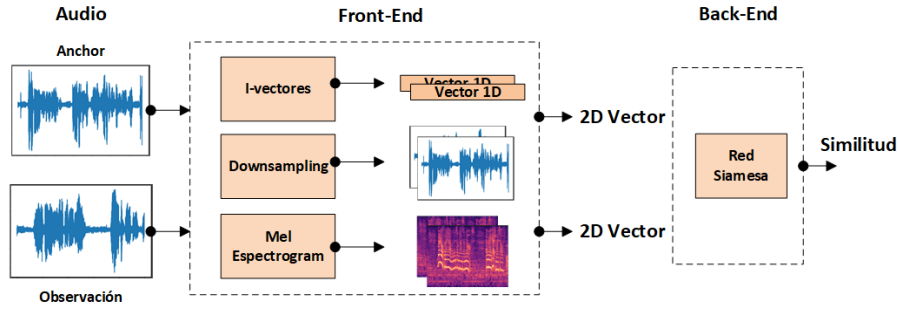 Audio
Front-End
Back-End
Anchor
I-vectores
Vector 1D
Vector 1D
2D Vector
Downsampling
Red
Siamesa
Similitud
Mel
Espectrogram
2D Vector
Observación